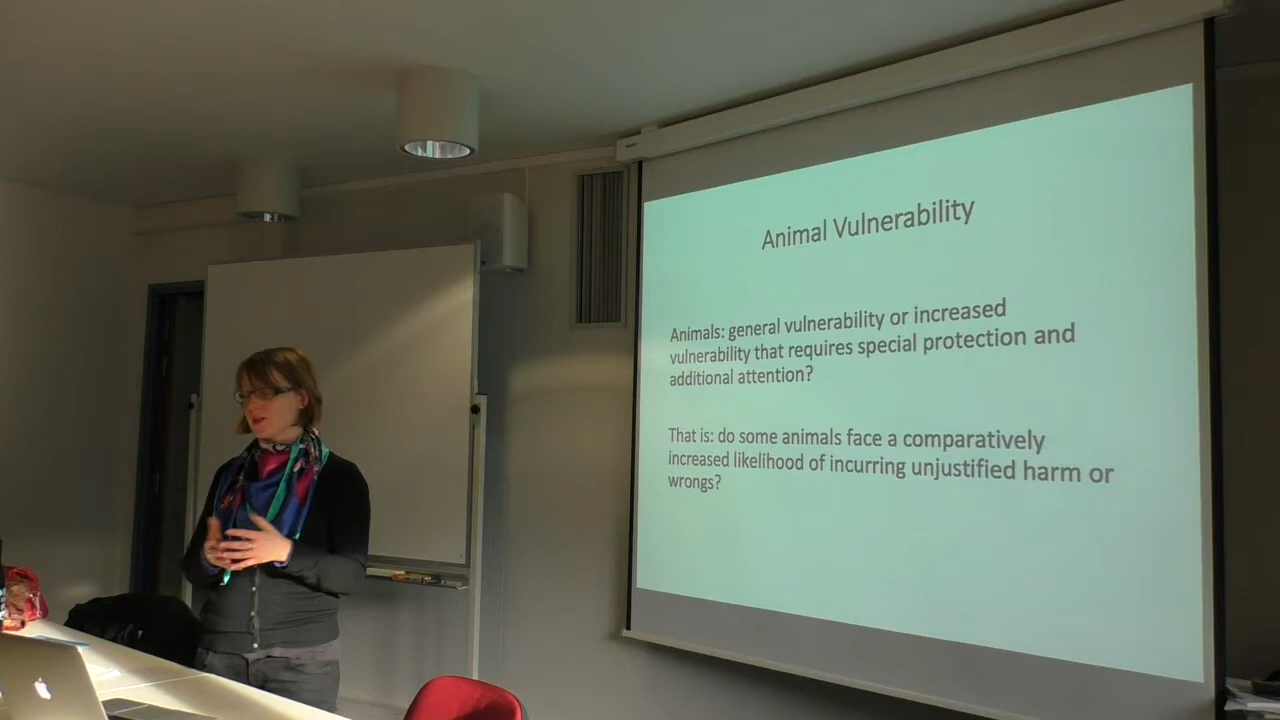 Animal Vulnerability
Animals: general vulnerability or increased
vulnerability that requires special protection and
additional attention?
That is: do some animals face a comparatively
increased likelihood of incurring unjustified harm or
wrongs?